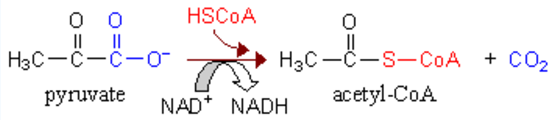 O O HSCoA O
H₃C–C–C–O⁻ H₃C–C–S–CoA + CO₂
pyruvate NAD⁺ NADH acetyl-CoA